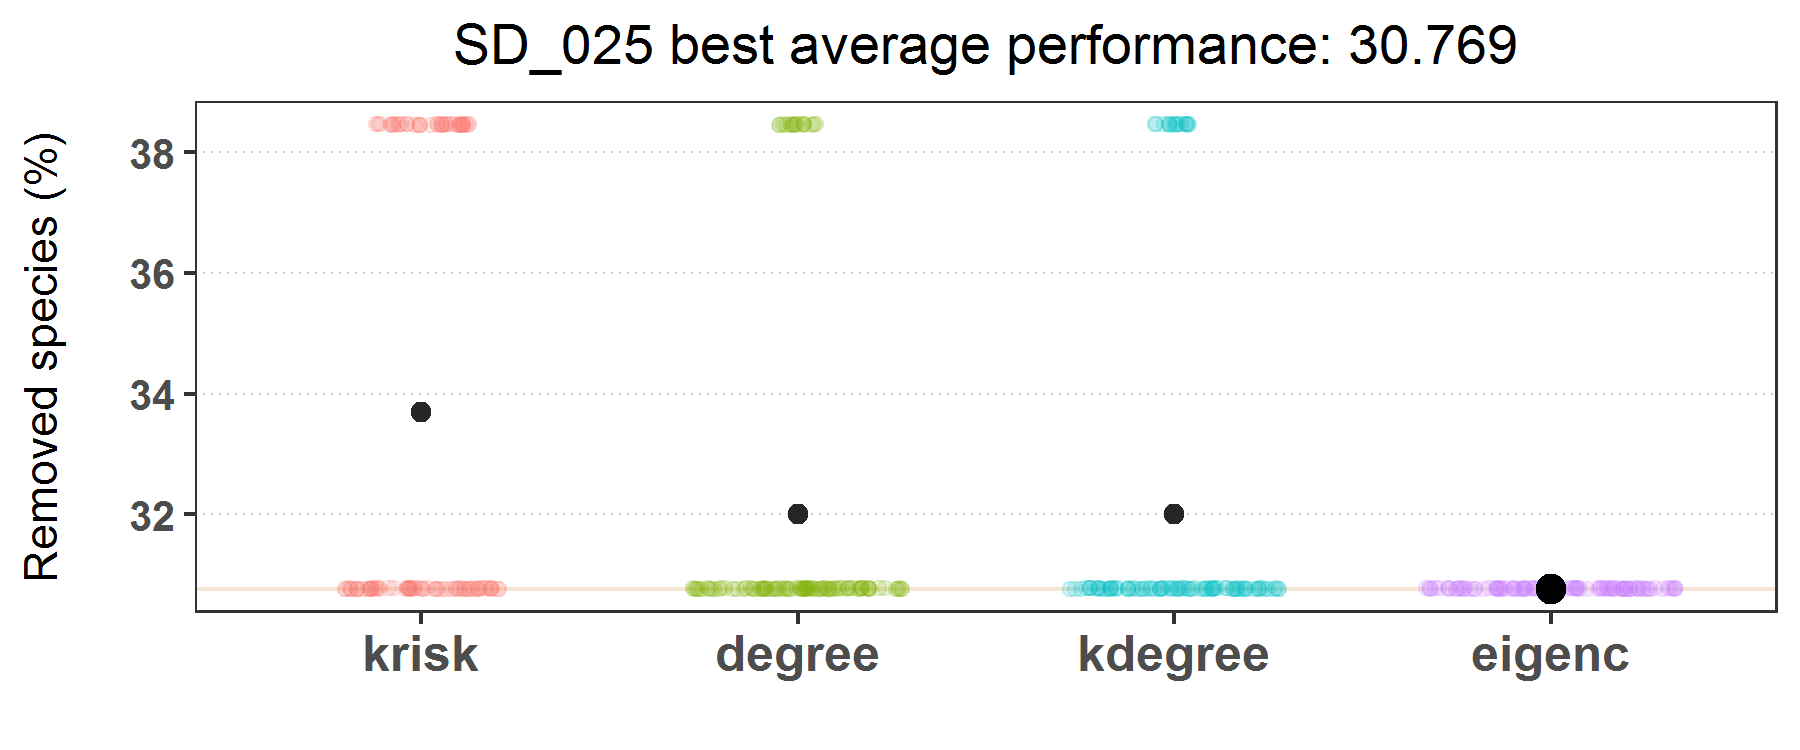 SD_025 best average performance: 30.769
Removed species (%)
38
36
34
32
krisk
degree
kdegree
eigenc